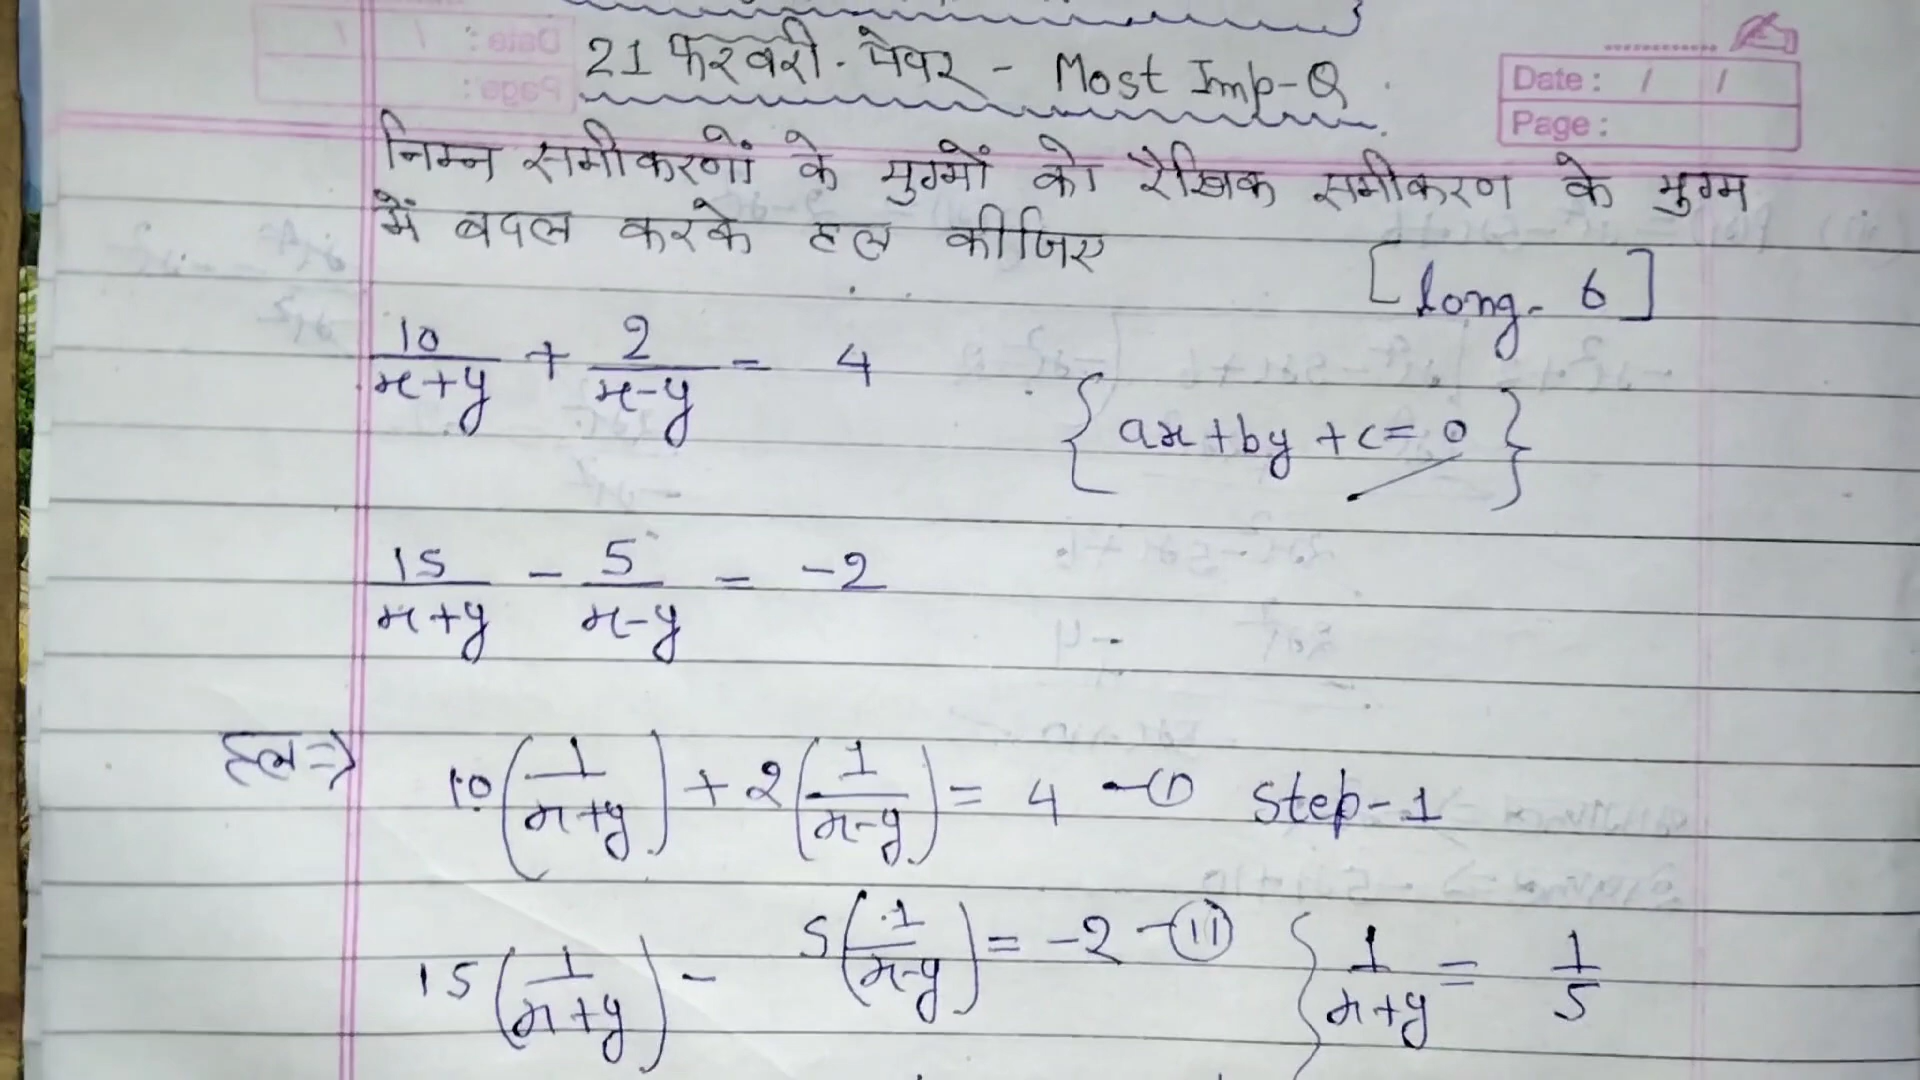 21 फरवरी. पेपर - Most Imp-Q
Date : / /
Page :
निम्न समीकरणों के युग्मों को रैखिक समीकरण के युग्म
में बदल करके हल कीजिए
[long- 6]
10/(x+y) + 2/(x-y) = 4
{ax+by+c=0}
15/(x+y) - 5/(x-y) = -2
हल⇒ 10(1/(x+y)) + 2(1/(x-y)) = 4 -(I) Step-1
15(1/(x+y)) - 5(1/(x-y)) = -2 -(II) { 1/(x+y) = 1/5